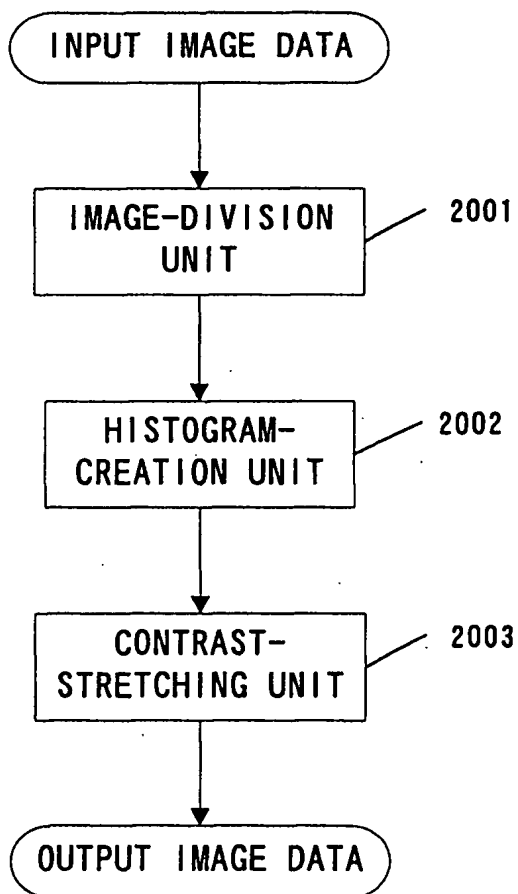 INPUT IMAGE DATA
IMAGE-DIVISION
UNIT
2001
HISTOGRAM-
CREATION UNIT
2002
CONTRAST-
STRETCHING UNIT
2003
OUTPUT IMAGE DATA